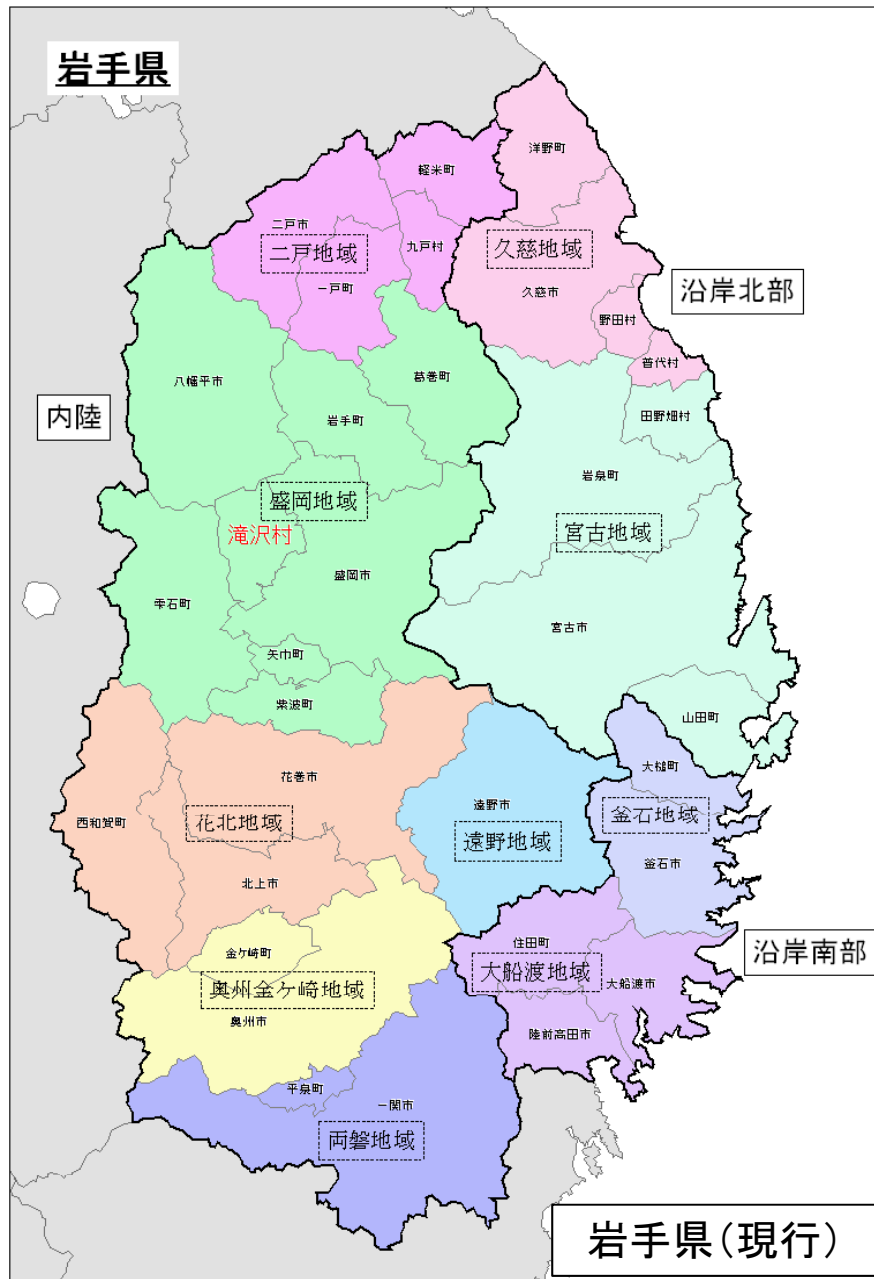 岩手県
洋野町
軽米町
二戸市
九戸村
二戸地域
久慈地域
一戸町
久慈市
沿岸北部
野田村
普代村
八幡平市
葛巻町
内陸
岩手町
田野畑村
岩泉町
盛岡地域
滝沢村
宮古地域
盛岡市
雫石町
宮古市
矢巾町
紫波町
山田町
大槌町
花巻市
遠野市
西和賀町
花北地域
遠野地域
釜石地域
釜石市
北上市
金ケ崎町
住田町
沿岸南部
大船渡地域
大船渡市
奥州金ケ崎地域
奥州市
陸前高田市
平泉町
一関市
両磐地域
岩手県(現行)